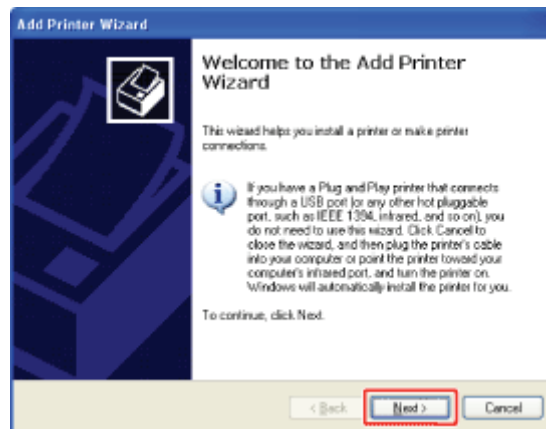 Add Printer Wizard
Welcome to the Add Printer
Wizard
This wizard helps you install a printer or make printer
connections.
If you have a Plug and Play printer that connects
through a USB port (or any other hot pluggable
port, such as IEEE 1394, infrared, and so on), you
do not need to use this wizard. Click Cancel to
close the wizard, and then plug the printer's cable
into your computer or point the printer toward your
computer's infrared port, and turn the printer on.
Windows will automatically install the printer for you.
To continue, click Next.
< Back Next > Cancel